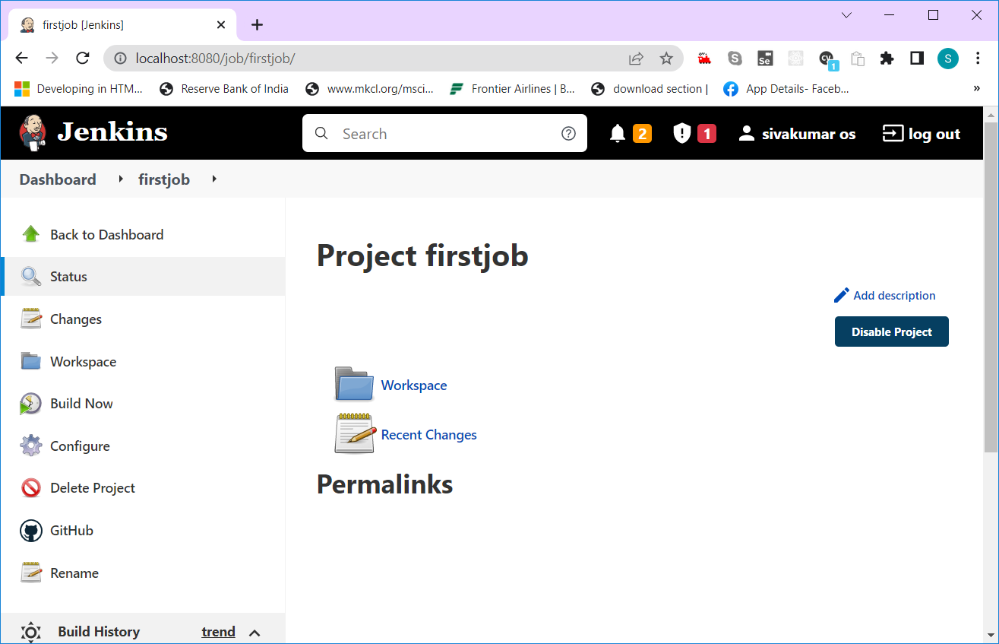 firstjob [Jenkins]
localhost:8080/job/firstjob/
Se
CY
1
S
Developing in HTM...
Reserve Bank of India
www.mkcl.org/msci...
Frontier Airlines | B...
download section |
App Details- Faceb...
»
Jenkins
Search
2
1
sivakumar os
log out
Dashboard
firstjob
Back to Dashboard
Status
Changes
Workspace
Build Now
Configure
Delete Project
GitHub
Rename
Build History
trend
Project firstjob
Add description
Disable Project
Workspace
Recent Changes
Permalinks